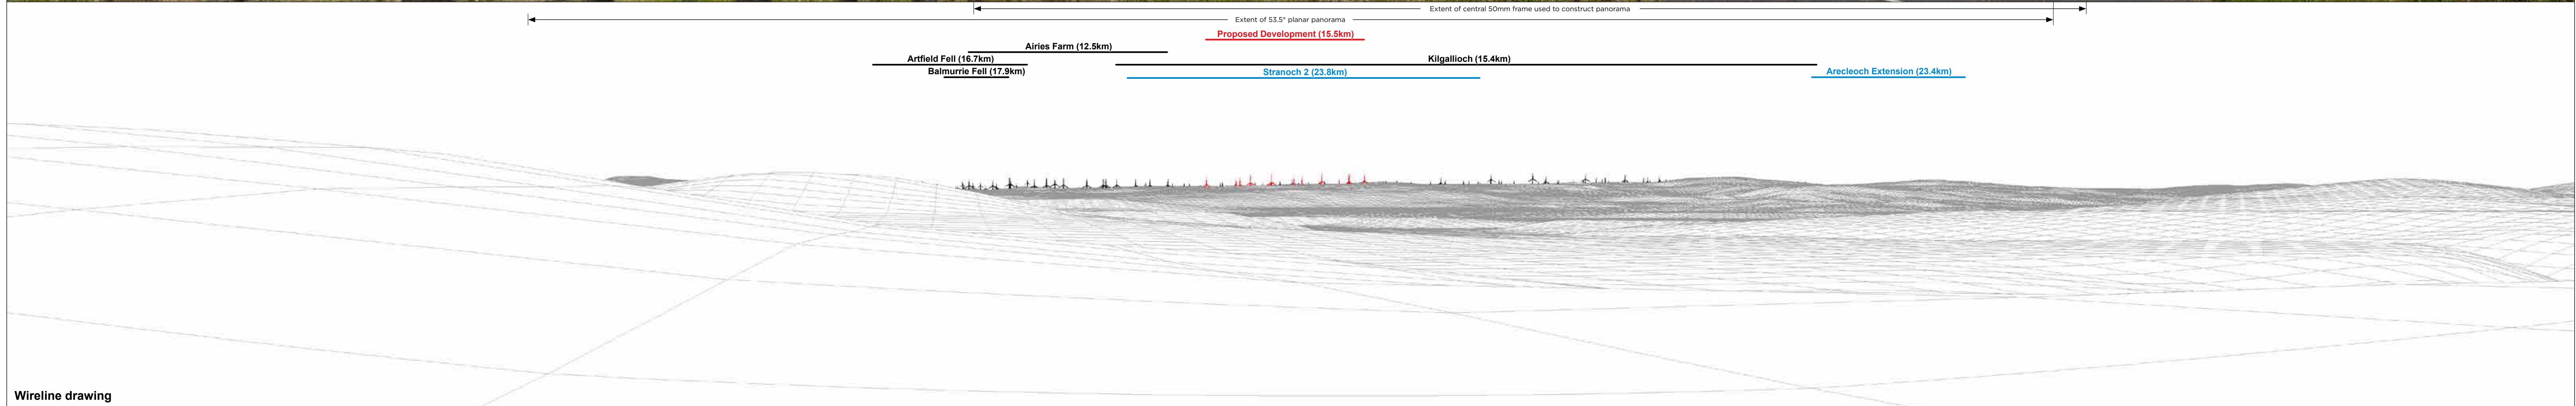 Extent of central 50mm frame used to construct panorama
Extent of 53.5° planar panorama
Proposed Development (15.5km)
Airies Farm (12.5km)
Artfield Fell (16.7km)
Kilgallioch (15.4km)
Balmurrie Fell (17.9km)
Stranoch 2 (23.8km)
Arecleoch Extension (23.4km)
Wireline drawing